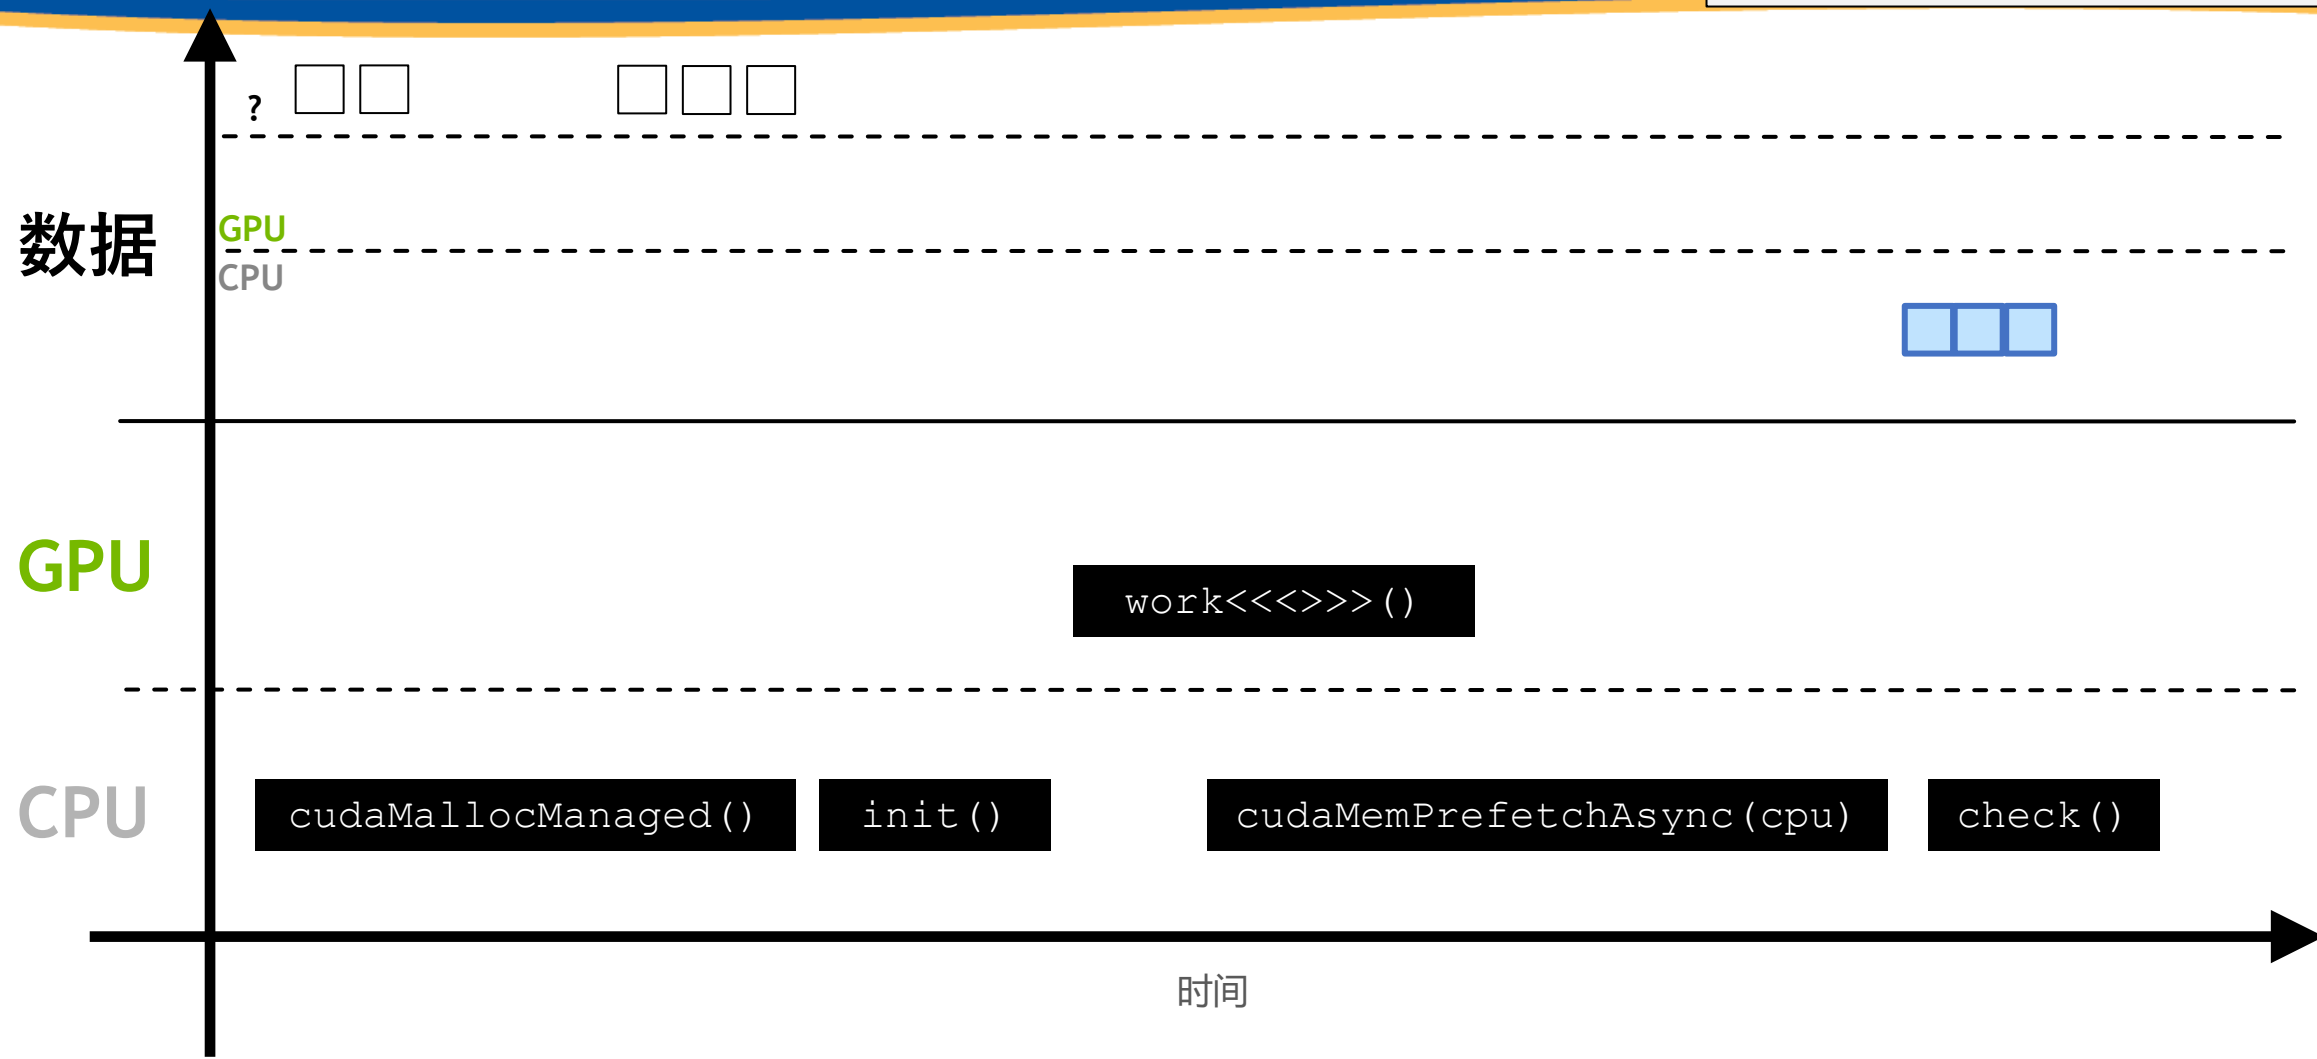 ?
数据
GPU
CPU
GPU
work<<<>>>()
CPU
cudaMallocManaged()
init()
cudaMemPrefetchAsync(cpu)
check()
时间